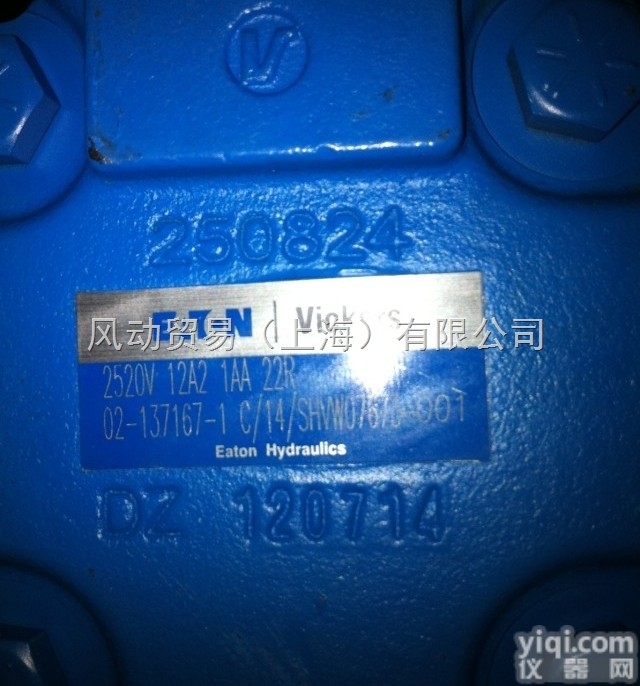 V
250824
EATON | Vickers
风动贸易（上海）有限公司
2520V 12A2 1AA 22R
02-137167-1 C/14/
Eaton Hydraulics
DZ 120714
yiqi.com
仪器网